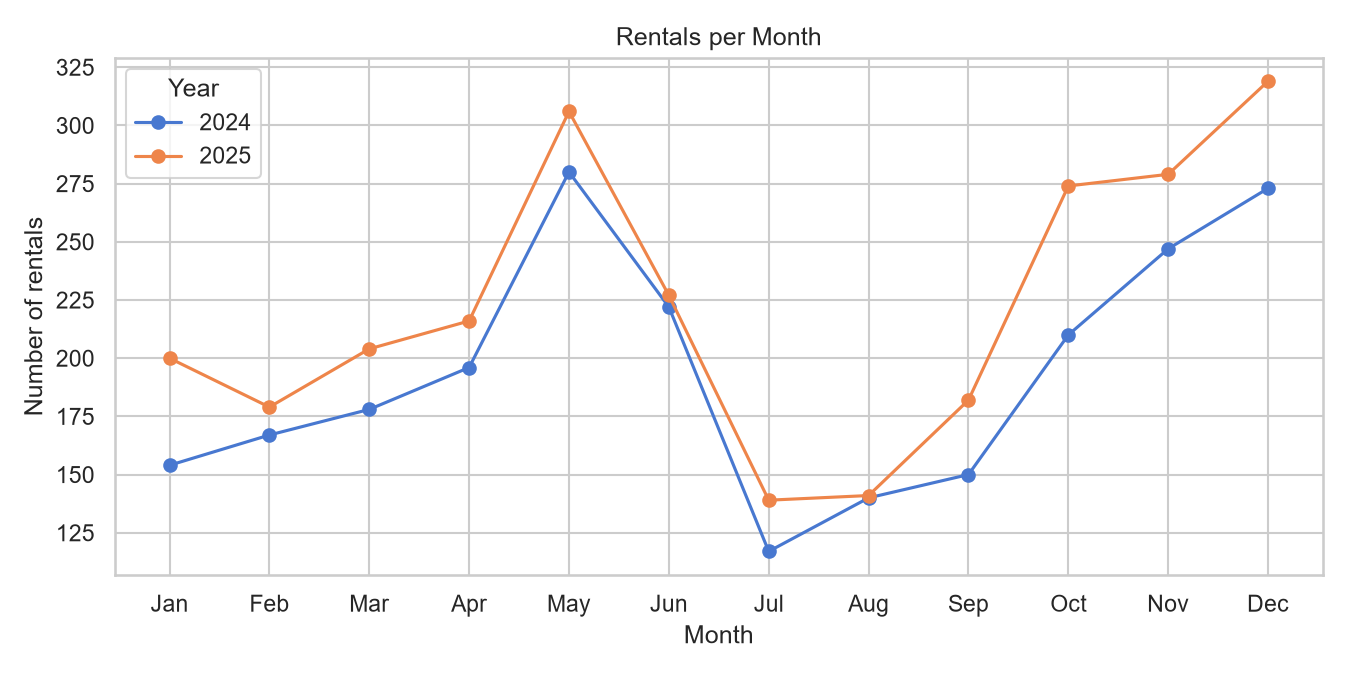 Rentals per Month
Year
2024
2025
325
300
275
250
225
200
175
150
125
Number of rentals
Jan Feb Mar Apr May Jun Jul Aug Sep Oct Nov Dec
Month